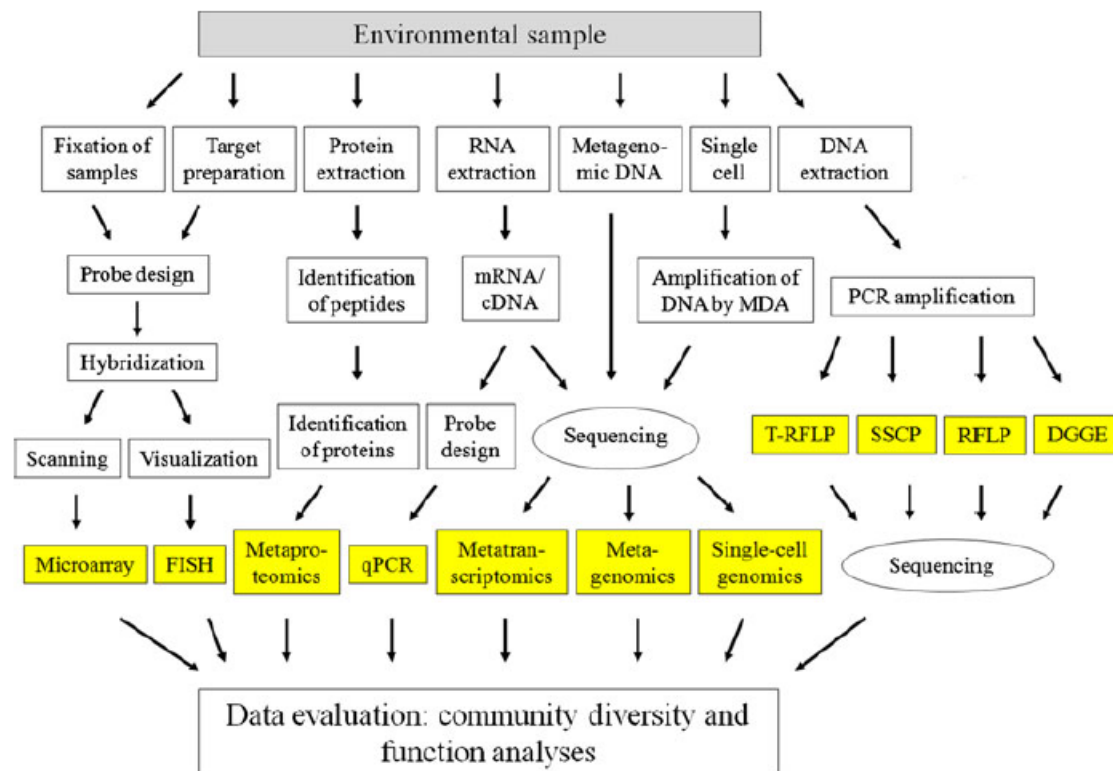 Environmental sample
Fixation of
samples
Target
preparation
Protein
extraction
RNA
extraction
Metageno-
mic DNA
Single
cell
DNA
extraction
Probe design
Identification
of peptides
mRNA/
cDNA
Amplification of
DNA by MDA
PCR amplification
Hybridization
Scanning
Visualization
Identification
of proteins
Probe
design
Sequencing
T-RFLP
SSCP
RFLP
DGGE
Microarray
FISH
Metapro-
teomics
qPCR
Metatran-
scriptomics
Meta-
genomics
Single-cell
genomics
Sequencing
Data evaluation: community diversity and
function analyses